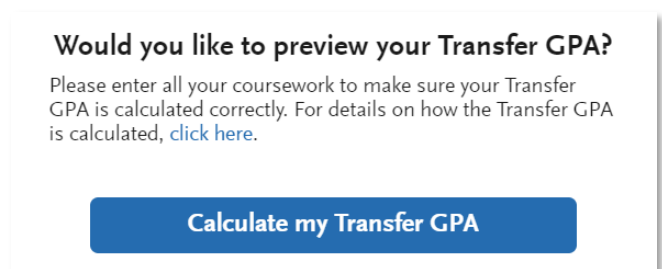 Would you like to preview your Transfer GPA?
Please enter all your coursework to make sure your Transfer
GPA is calculated correctly. For details on how the Transfer GPA
is calculated, click here.
Calculate my Transfer GPA